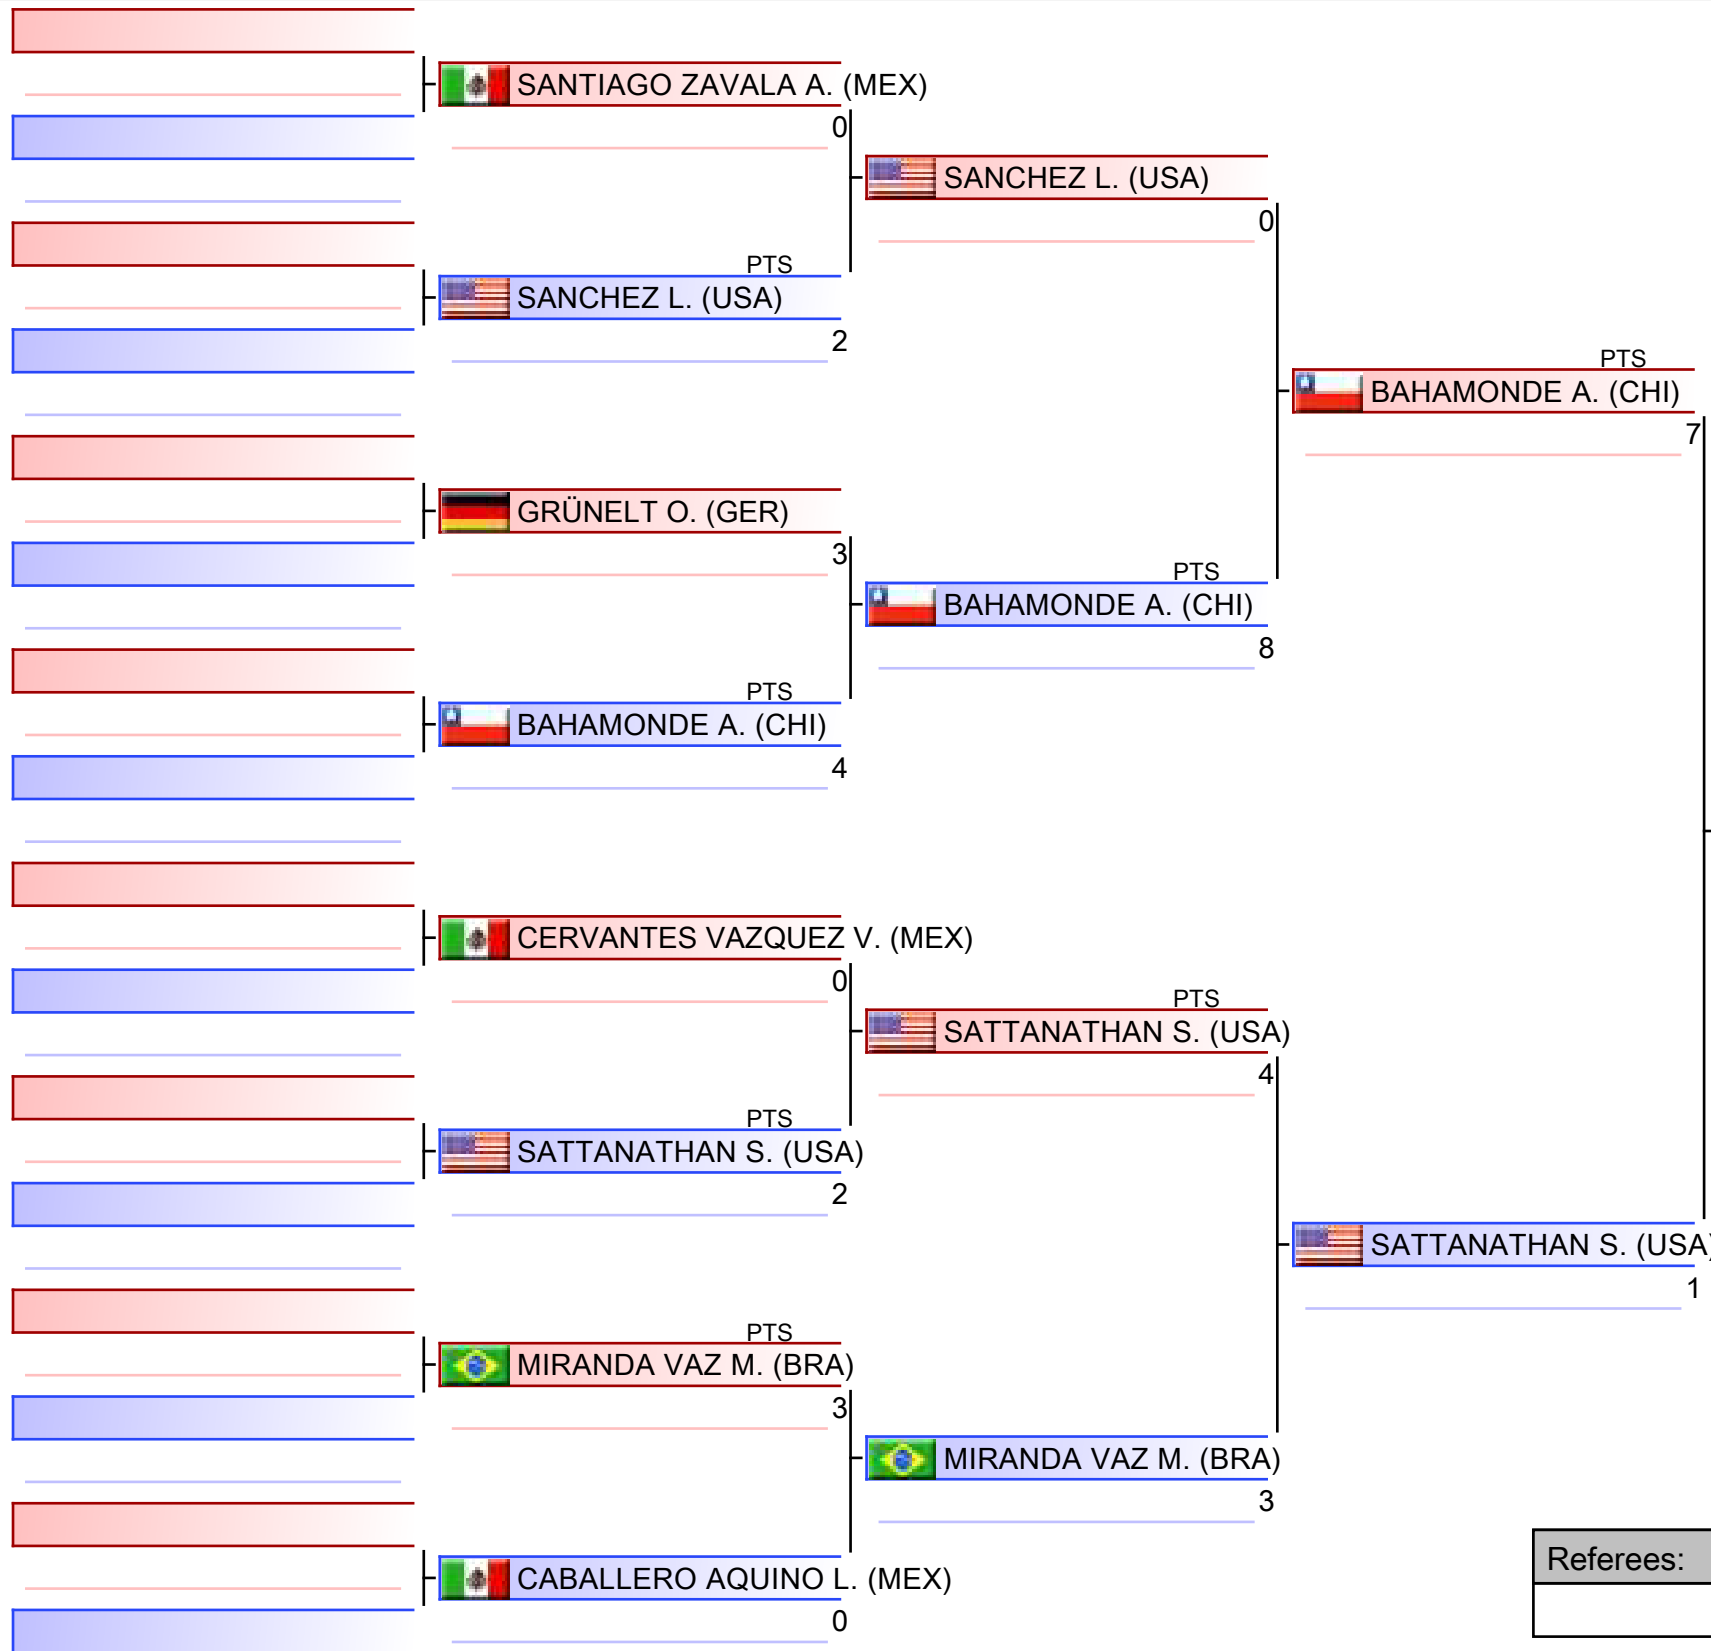 SANTIAGO ZAVALA A. (MEX)
0
PTS
SANCHEZ L. (USA)
2
GRÜNELT O. (GER)
3
PTS
BAHAMONDE A. (CHI)
4
CERVANTES VAZQUEZ V. (MEX)
0
PTS
SATTANATHAN S. (USA)
2
PTS
MIRANDA VAZ M. (BRA)
3
CABALLERO AQUINO L. (MEX)
0
SANCHEZ L. (USA)
0
PTS
BAHAMONDE A. (CHI)
8
PTS
SATTANATHAN S. (USA)
4
MIRANDA VAZ M. (BRA)
3
PTS
BAHAMONDE A. (CHI)
7
SATTANATHAN S. (USA)
1
Referees: